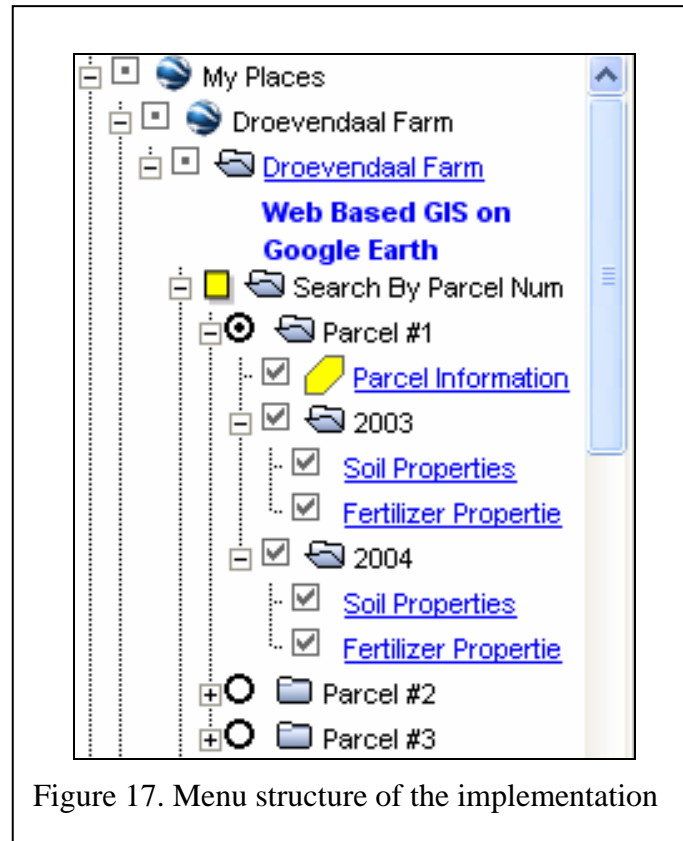 My Places
Droevendaal Farm
Droevendaal Farm
Web Based GIS on
Google Earth
Search By Parcel Num
Parcel #1
Parcel Information
2003
Soil Properties
Fertilizer Propertie
2004
Soil Properties
Fertilizer Propertie
Parcel #2
Parcel #3
Figure 17. Menu structure of the implementation